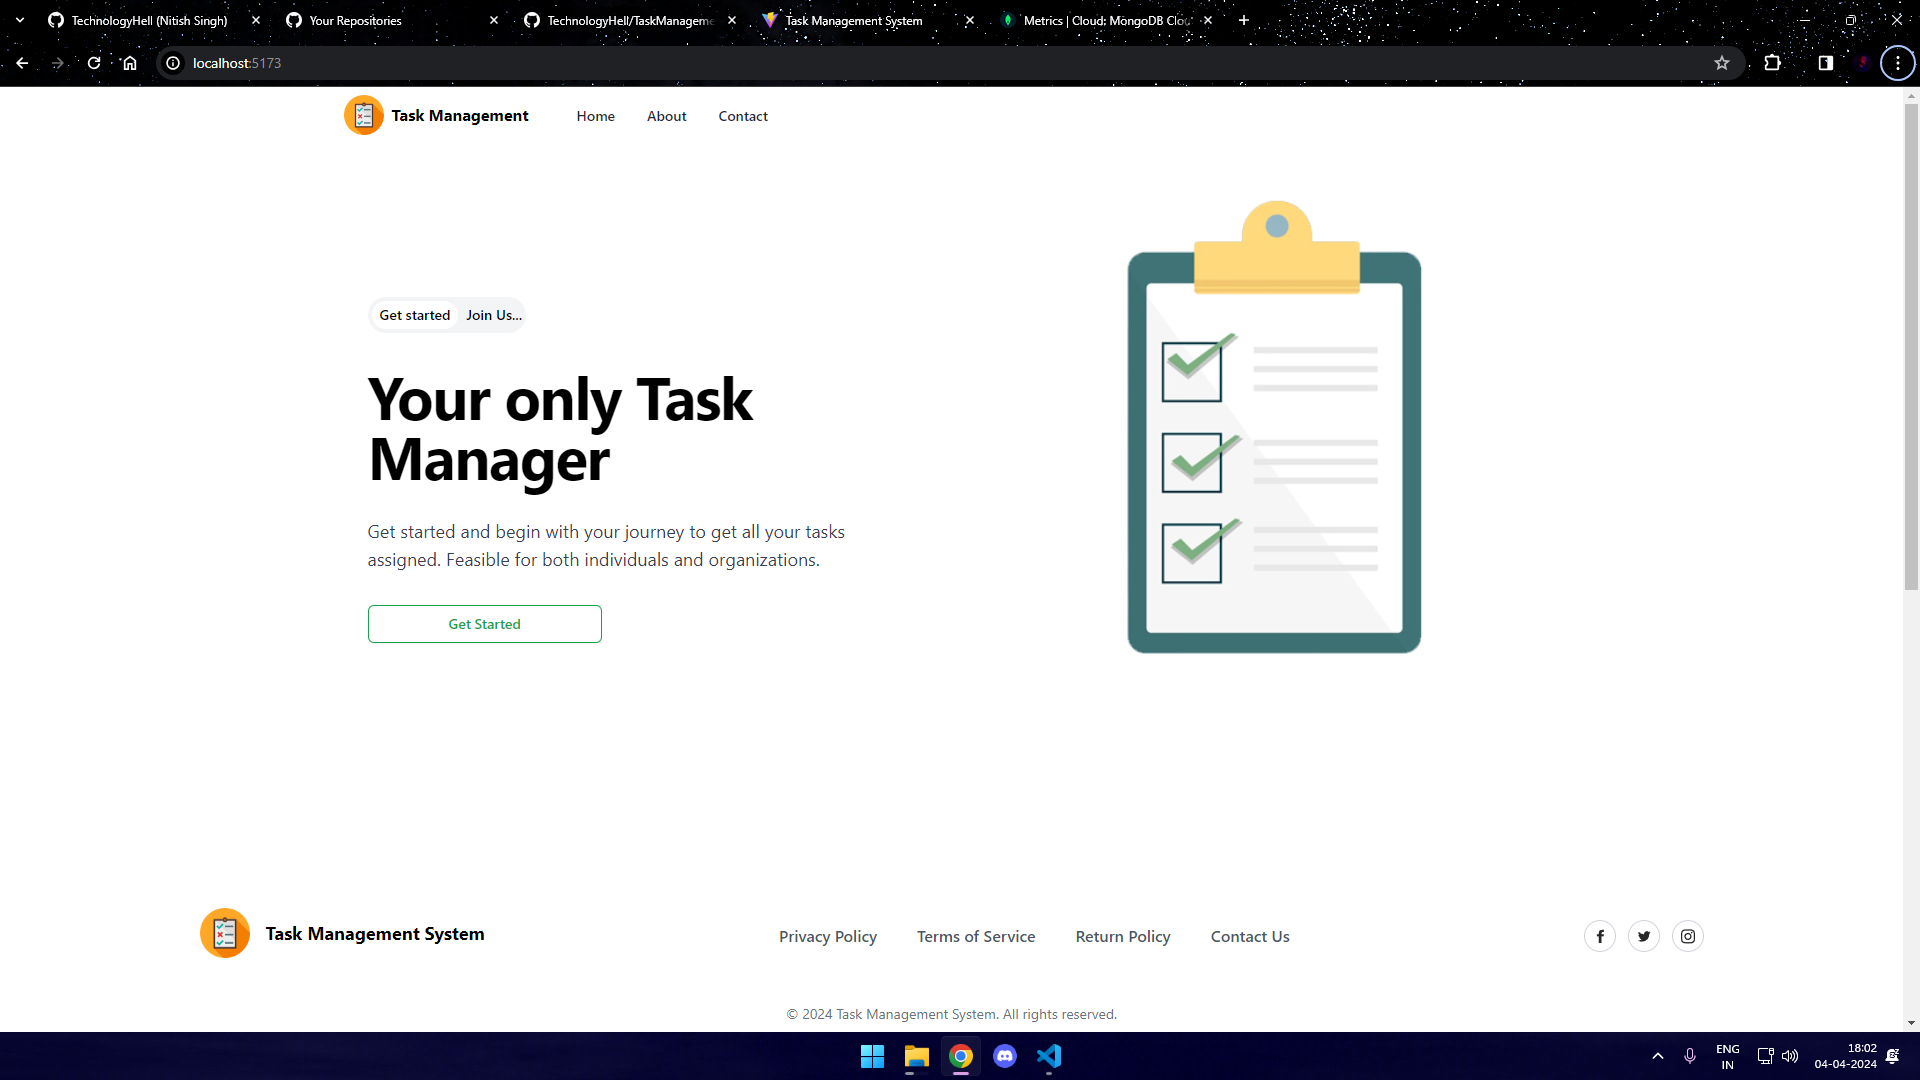 TechnologyHell (Nitish Singh)
Your Repositories
TechnologyHell/TaskManageme
Task Management System
Metrics | Cloud: MongoDB Clou
localhost:5173
Task Management
Home
About
Contact
Get started
Join Us...
Your only Task
Manager
Get started and begin with your journey to get all your tasks
assigned. Feasible for both individuals and organizations.
Get Started
Task Management System
Privacy Policy
Terms of Service
Return Policy
Contact Us
© 2024 Task Management System. All rights reserved.
ENG
IN
18:02
04-04-2024